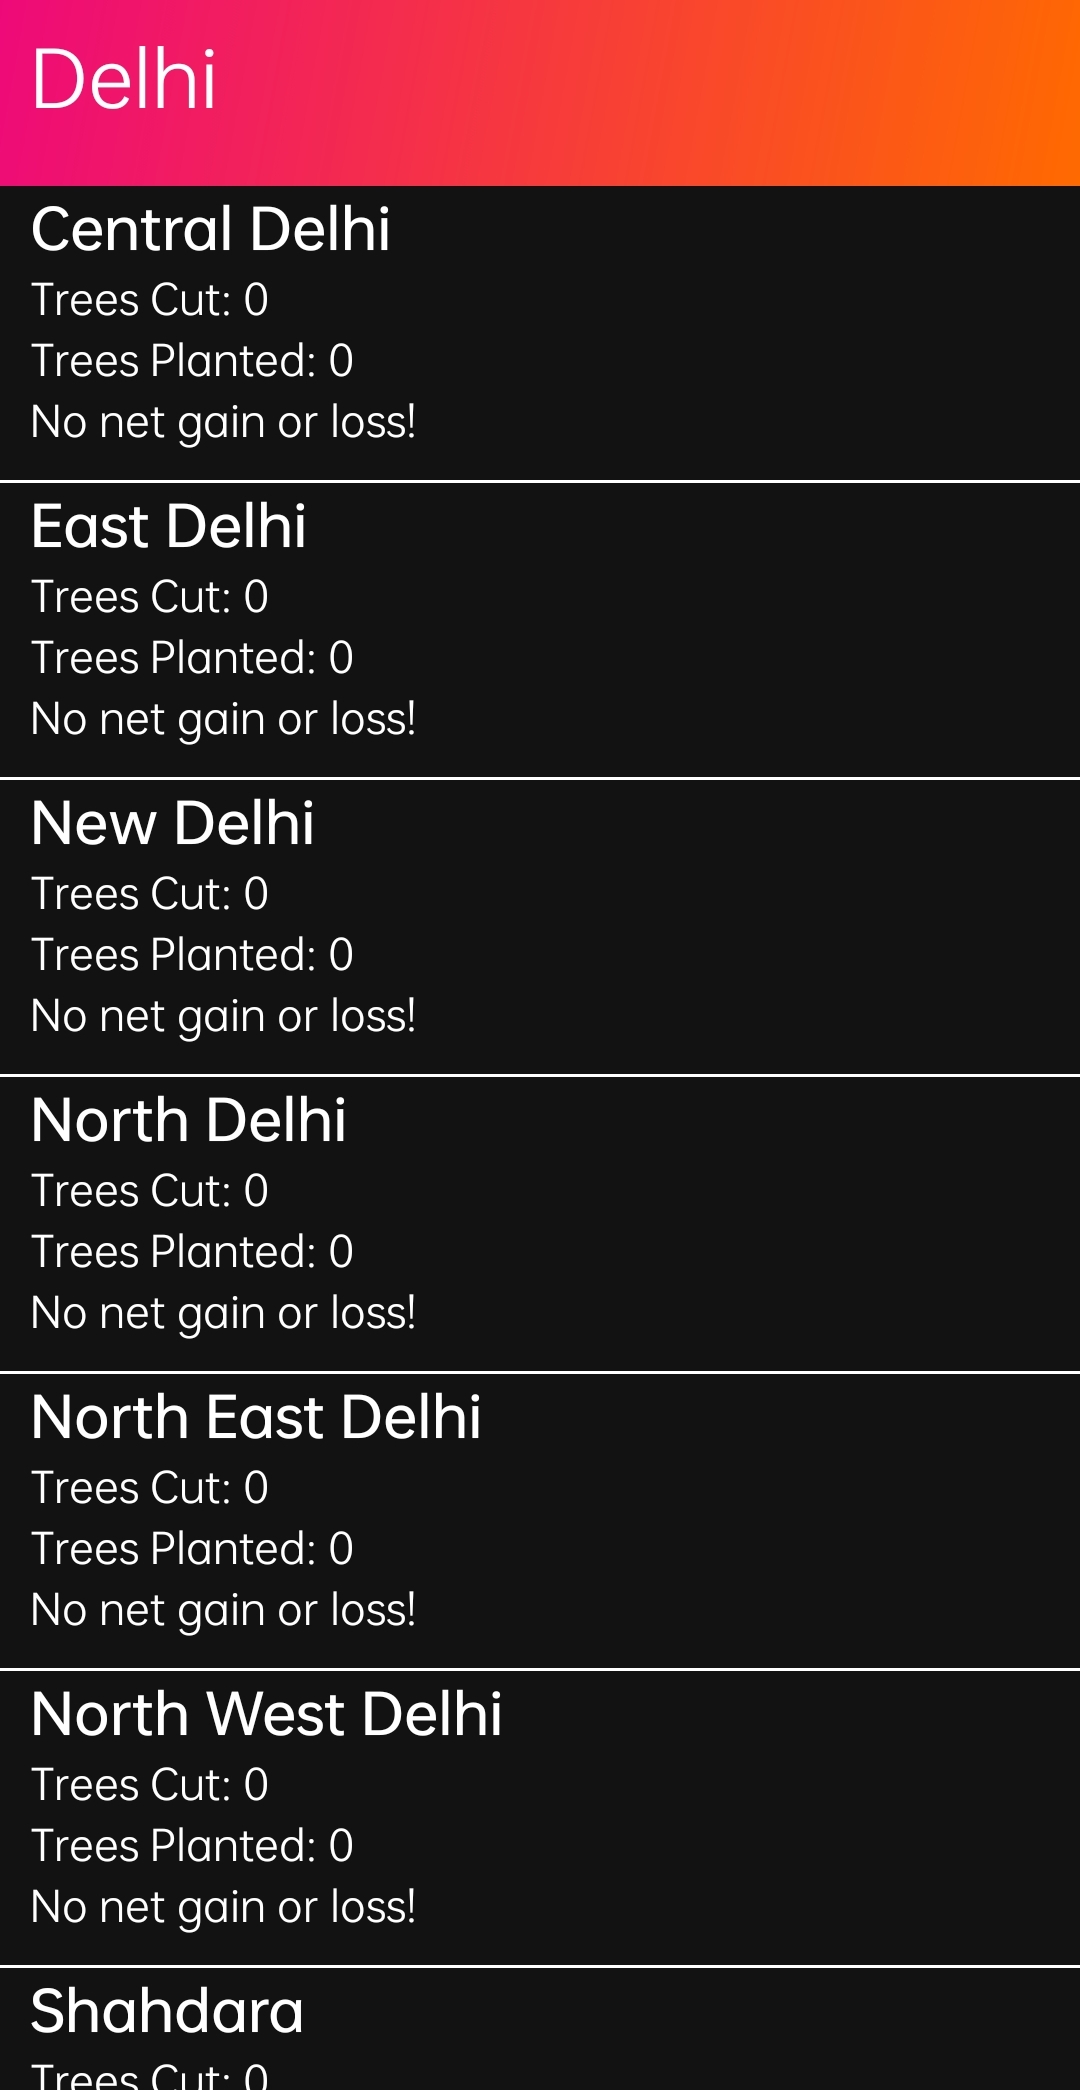 Delhi
Central Delhi
Trees Cut: 0
Trees Planted: 0
No net gain or loss!
East Delhi
Trees Cut: 0
Trees Planted: 0
No net gain or loss!
New Delhi
Trees Cut: 0
Trees Planted: 0
No net gain or loss!
North Delhi
Trees Cut: 0
Trees Planted: 0
No net gain or loss!
North East Delhi
Trees Cut: 0
Trees Planted: 0
No net gain or loss!
North West Delhi
Trees Cut: 0
Trees Planted: 0
No net gain or loss!
Shahdara
Trees Cut: 0